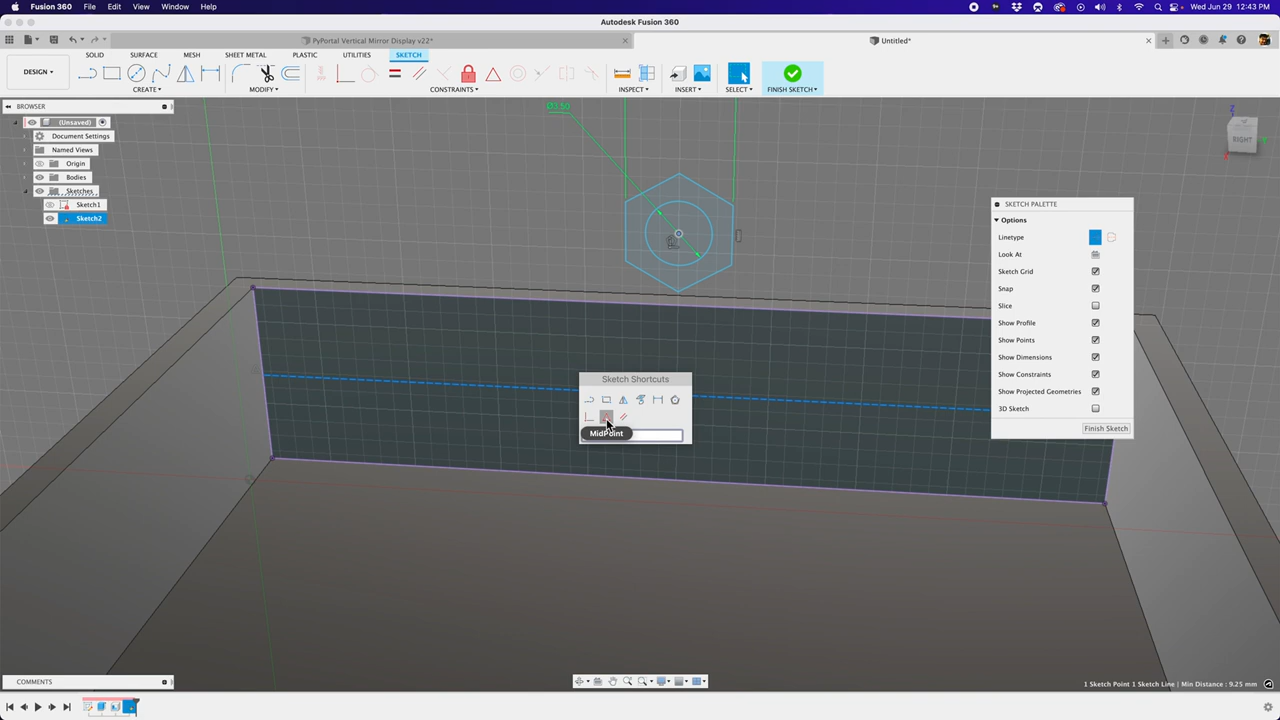 Fusion 360 File Edit View Window Help
Wed Jun 29 12:43 PM
Autodesk Fusion 360
PyPortal Vertical Mirror Display v22*
Untitled*
SOLID SURFACE MESH SHEET METAL PLASTIC UTILITIES SKETCH
DESIGN
CREATE MODIFY CONSTRAINTS INSPECT INSERT SELECT FINISH SKETCH
BROWSER
(Unsaved)
Document Settings
Named Views
Origin
Bodies
Sketches
Sketch1
Sketch2
Ø3.50
Z
RIGHT
SKETCH PALETTE
Options
Linetype
Look At
Sketch Grid
Snap
Slice
Show Profile
Show Points
Show Dimensions
Show Constraints
Show Projected Geometries
3D Sketch
Finish Sketch
Sketch Shortcuts
MidPoint
COMMENTS
1 Sketch Point 1 Sketch Line | Min Distance : 9.25 mm